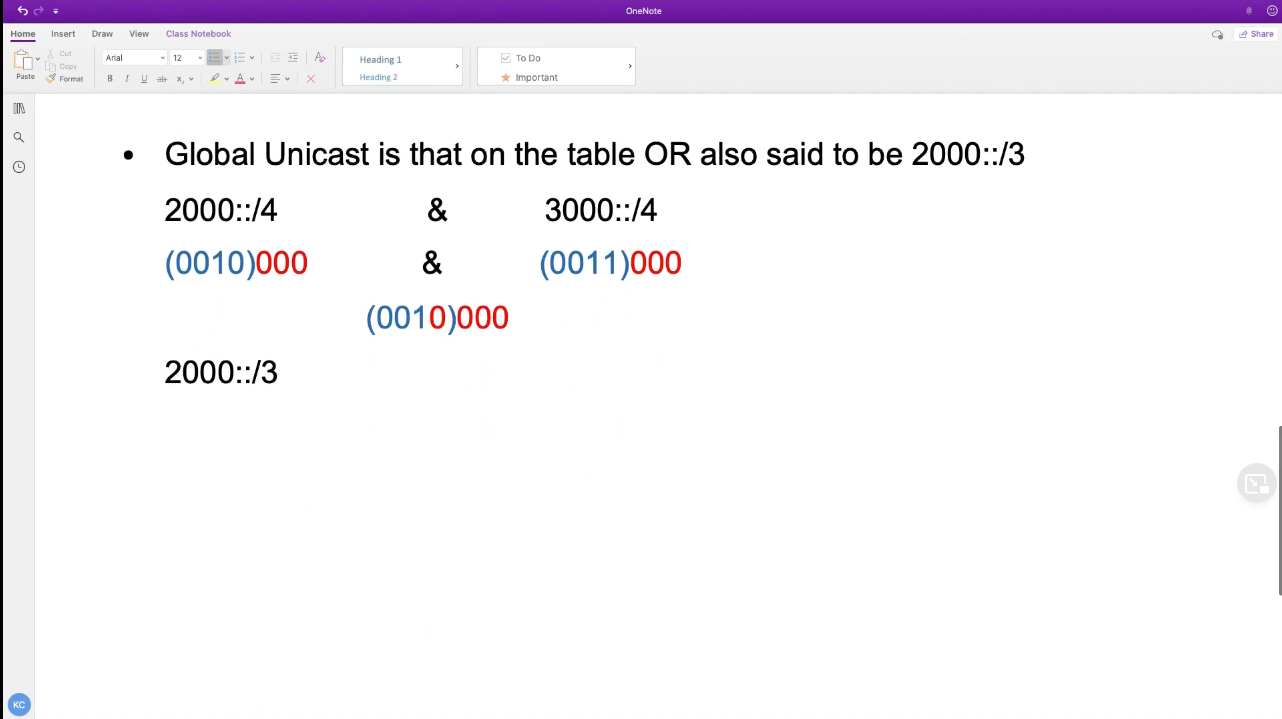 OneNote
Home Insert Draw View Class Notebook
Share
Paste
Cut
Copy
Format
Arial 12
B I U ab x
A
Heading 1
Heading 2
To Do
Important
• Global Unicast is that on the table OR also said to be 2000::/3
2000::/4 & 3000::/4
(0010)000 & (0011)000
(0010)000
2000::/3
KC